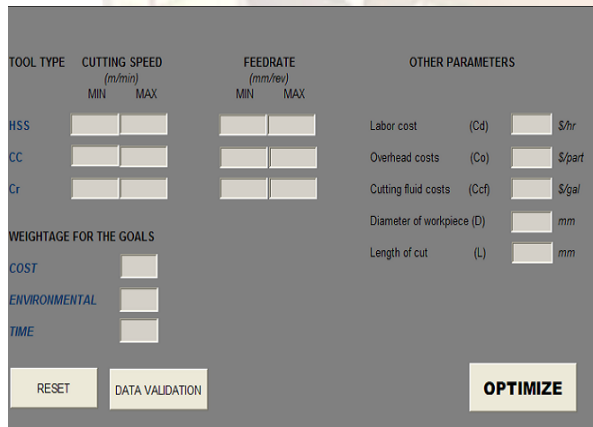 TOOL TYPE CUTTING SPEED FEEDRATE OTHER PARAMETERS
(m/min) (mm/rev)
MIN MAX MIN MAX
HSS Labor cost (Cd) $/hr
CC Overhead costs (Co) $/part
Cr Cutting fluid costs (Ccf) $/gal
Diameter of workpiece (D) mm
WEIGHTAGE FOR THE GOALS
Length of cut (L) mm
COST
ENVIRONMENTAL
TIME
RESET DATA VALIDATION OPTIMIZE